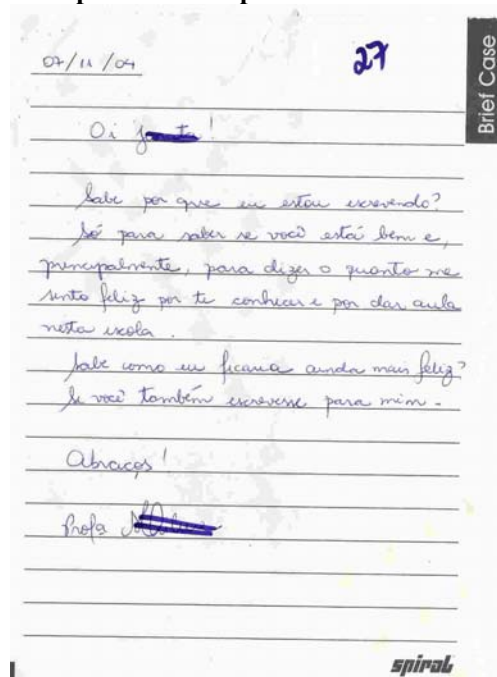 07/11/04
27
Brief Case
Oi !
Sabe por que eu estou escrevendo?
Só para saber se você está bem e,
principalmente, para dizer o quanto me
sinto feliz por te conhecer e por dar aula
nesta escola.
Sabe como eu ficaria ainda mais feliz?
Se você também escrevesse para mim.
Abraços!
Profa
spiral